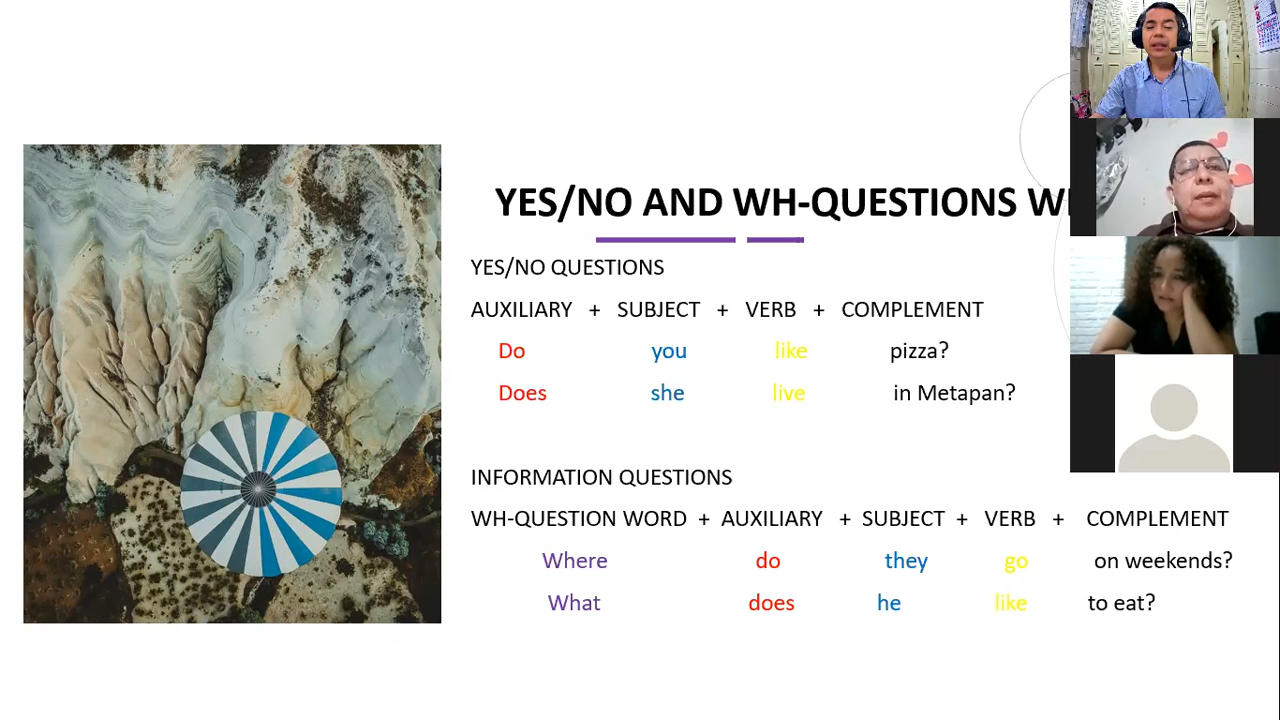 YES/NO AND WH-QUESTIONS
YES/NO QUESTIONS
AUXILIARY + SUBJECT + VERB + COMPLEMENT
Do you like pizza?
Does she live in Metapan?
INFORMATION QUESTIONS
WH-QUESTION WORD + AUXILIARY + SUBJECT + VERB + COMPLEMENT
Where do they go on weekends?
What does he like to eat?